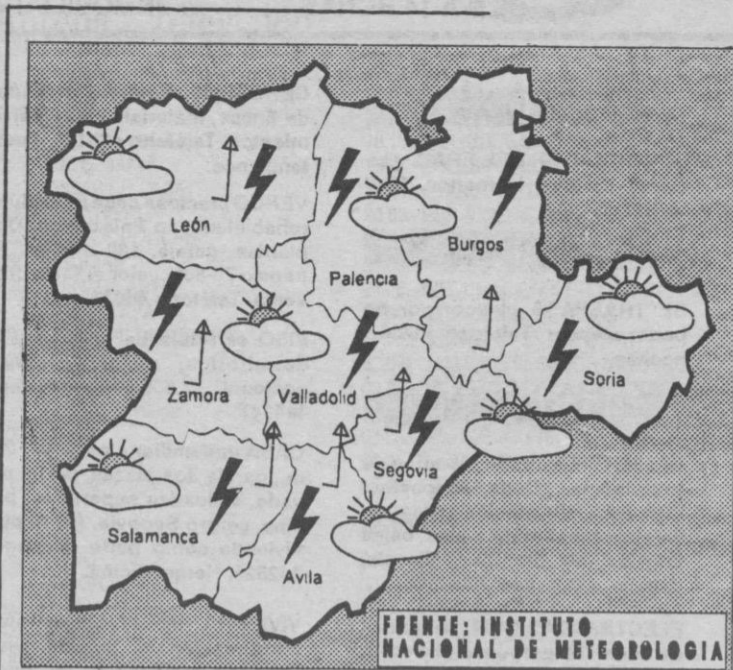 León
Burgos
Palencia
Zamora
Valladolid
Soria
Segovia
Salamanca
Avila
FUENTE: INSTITUTO
NACIONAL DE METEOROLOGIA